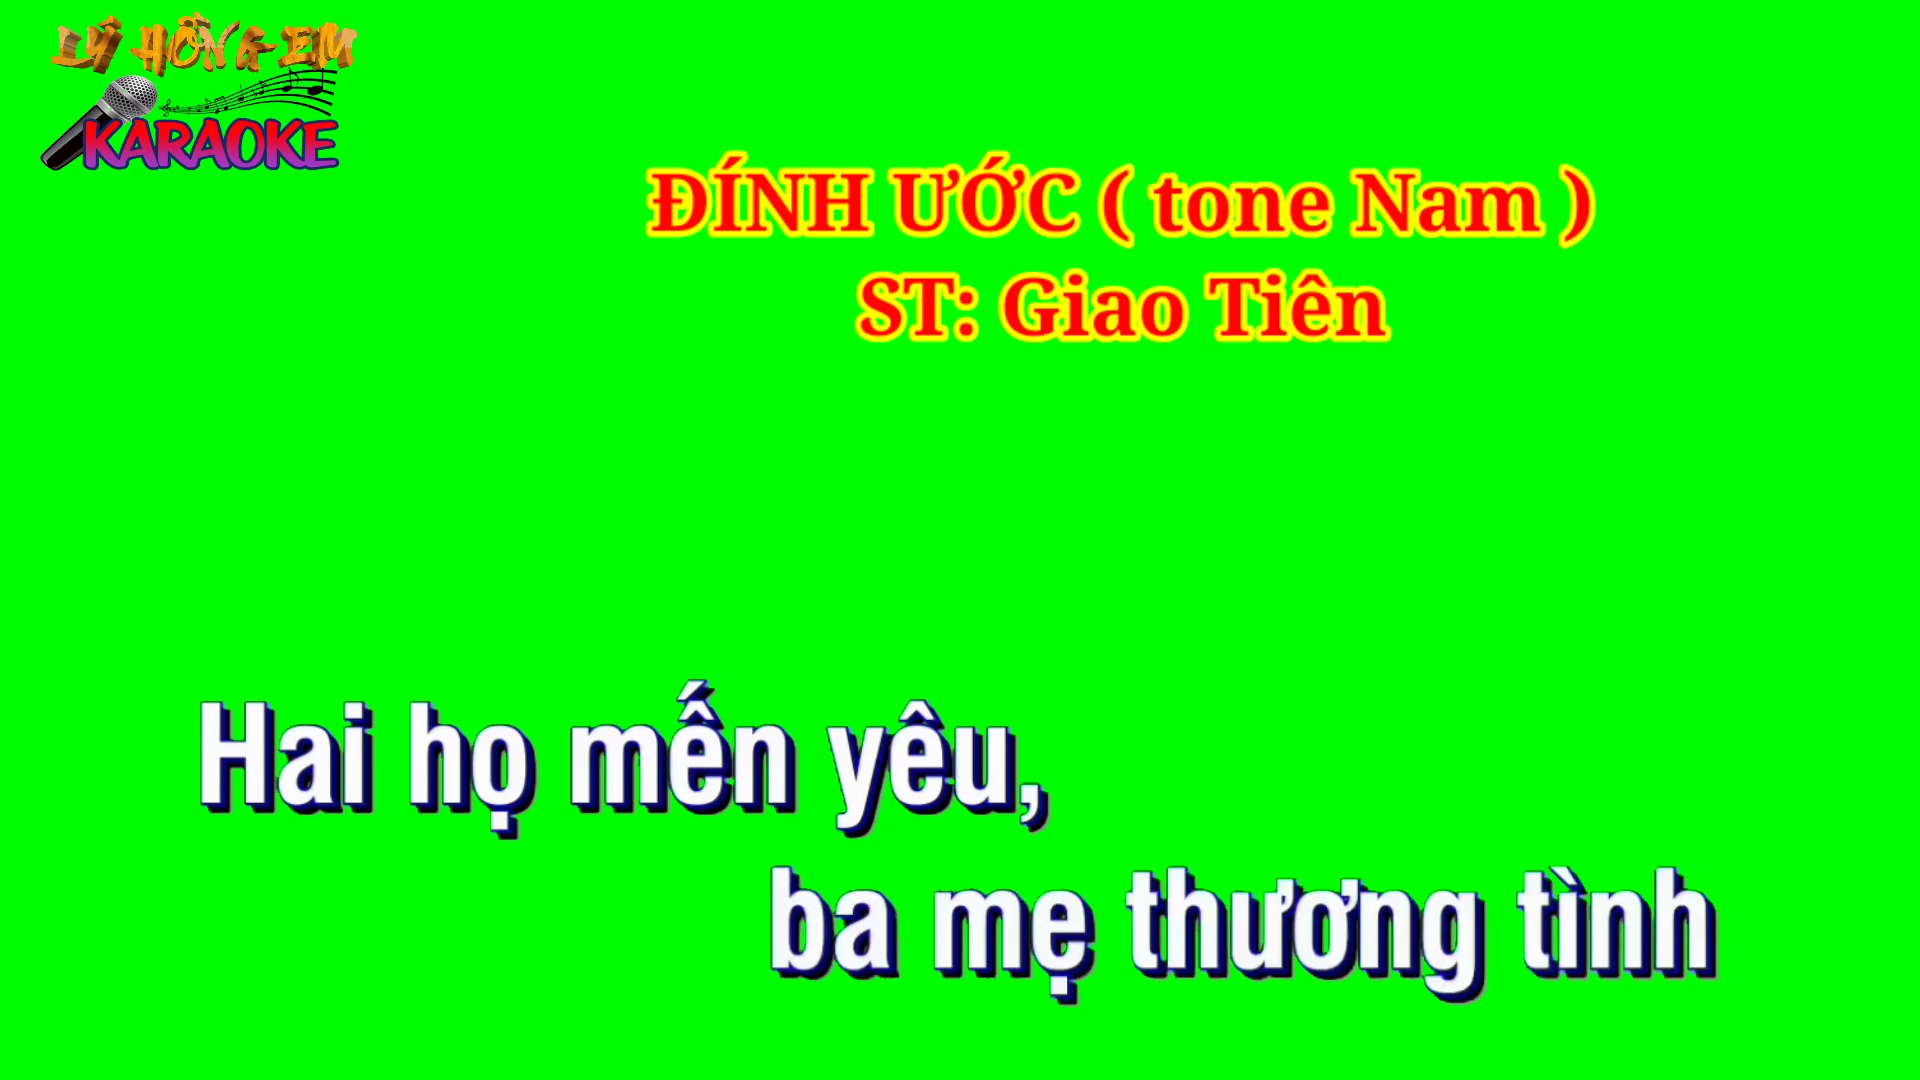 LÝ HỒNG EM
KARAOKE
ĐÍNH ƯỚC ( tone Nam )
ST: Giao Tiên
Hai họ mến yêu,
ba mẹ thương tình